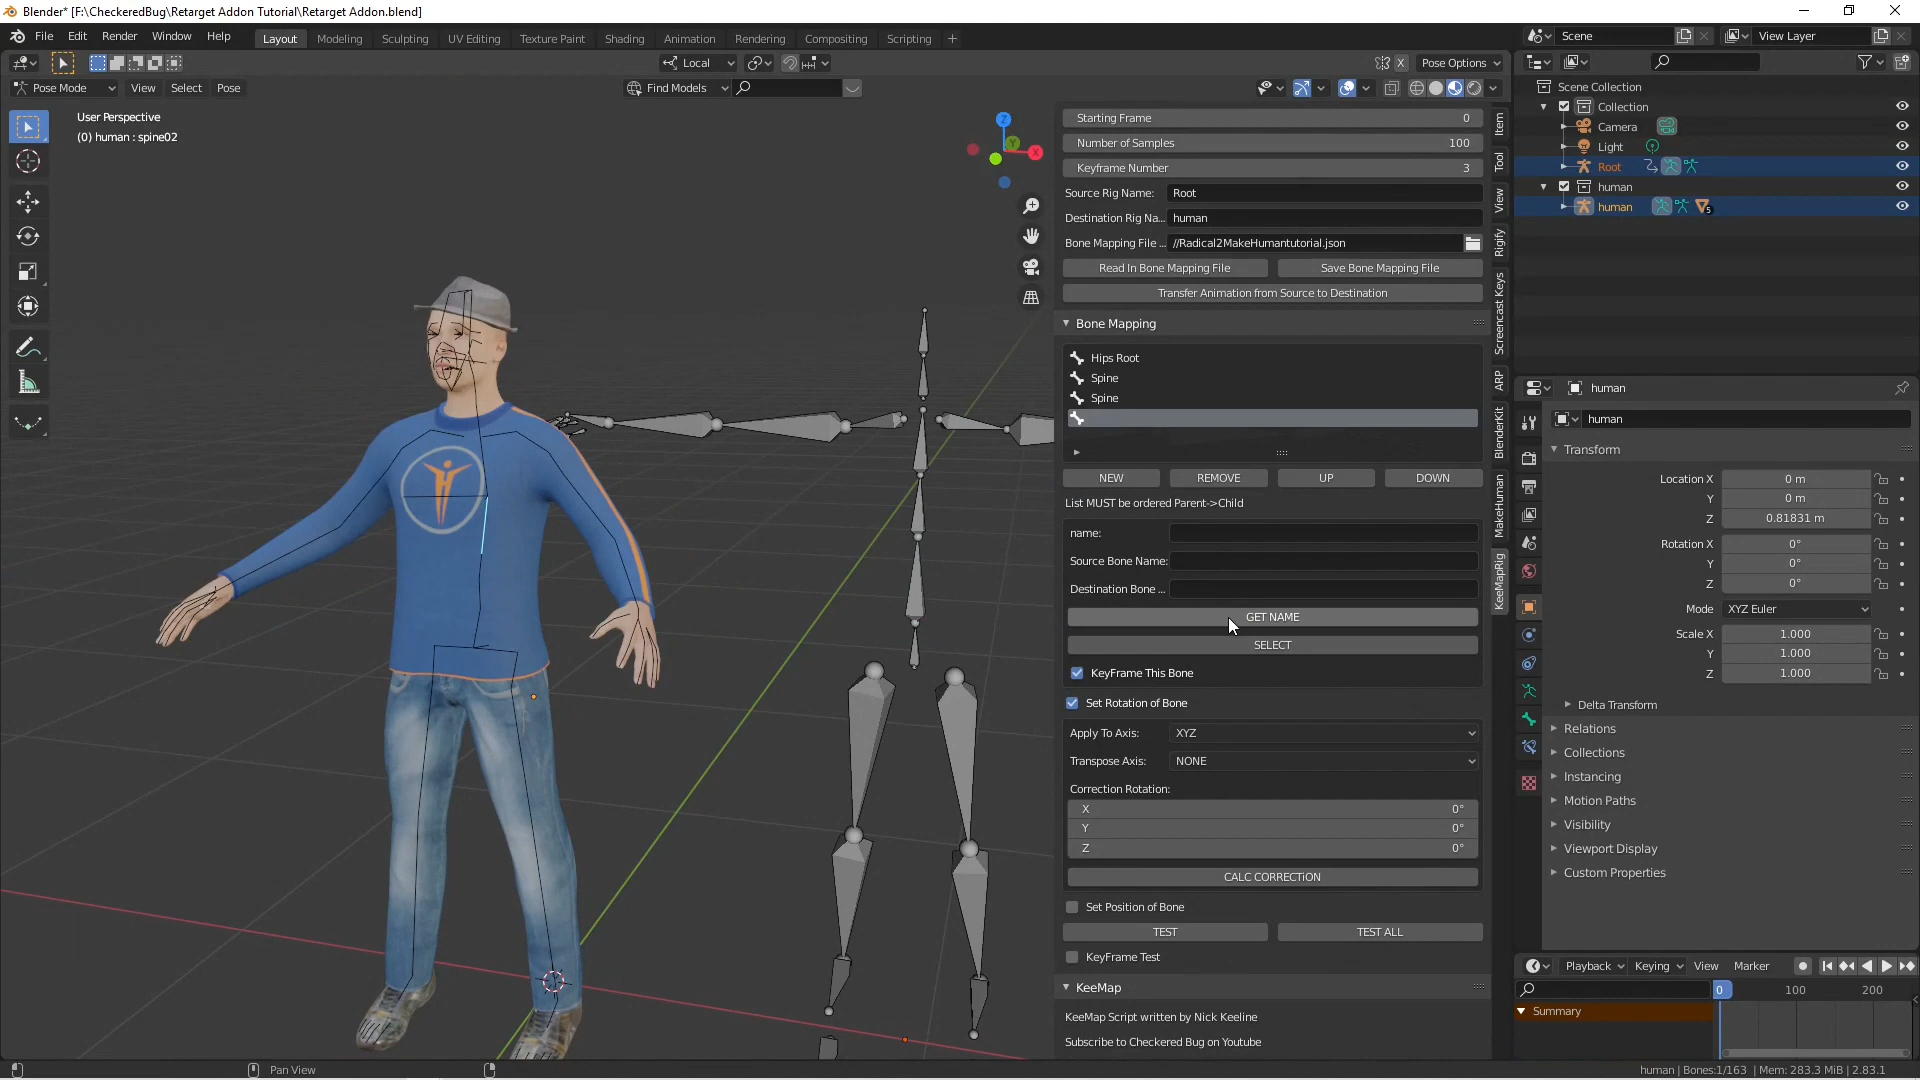 Blender* [F:\CheckeredBug\Retarget Addon Tutorial\Retarget Addon.blend]
File Edit Render Window Help Layout Modeling Sculpting UV Editing Texture Paint Shading Animation Rendering Compositing Scripting + Scene View Layer
Local X Pose Options
Pose Mode View Select Pose Find Models
User Perspective
(0) human : spine02
Z
Y
X
Starting Frame 0
Number of Samples 100
Keyframe Number 3
Source Rig Name: Root
Destination Rig Na... human
Bone Mapping File ... //Radical2MakeHumantutorial.json
Read In Bone Mapping File Save Bone Mapping File
Transfer Animation from Source to Destination
Bone Mapping
Hips Root
Spine
Spine
NEW REMOVE UP DOWN
List MUST be ordered Parent->Child
name:
Source Bone Name:
Destination Bone ...
GET NAME
SELECT
KeyFrame This Bone
Set Rotation of Bone
Apply To Axis: XYZ
Transpose Axis: NONE
Correction Rotation:
X 0°
Y 0°
Z 0°
CALC CORRECTION
Set Position of Bone
TEST TEST ALL
KeyFrame Test
KeeMap
KeeMap Script written by Nick Keeline
Subscribe to Checkered Bug on Youtube
Item
Tool
View
Rigify
Screencast Keys
ARP
BlenderKit
MakeHuman
KeeMapRig
Scene Collection
Collection
Camera
Light
Root
human
human 5
human
human
Transform
Location X 0 m
Y 0 m
Z 0.81831 m
Rotation X 0°
Y 0°
Z 0°
Mode XYZ Euler
Scale X 1.000
Y 1.000
Z 1.000
Delta Transform
Relations
Collections
Instancing
Motion Paths
Visibility
Viewport Display
Custom Properties
Playback Keying View Marker
0 100 200
Summary
Pan View
human | Bones:1/163 | Mem: 283.3 MiB | 2.83.1